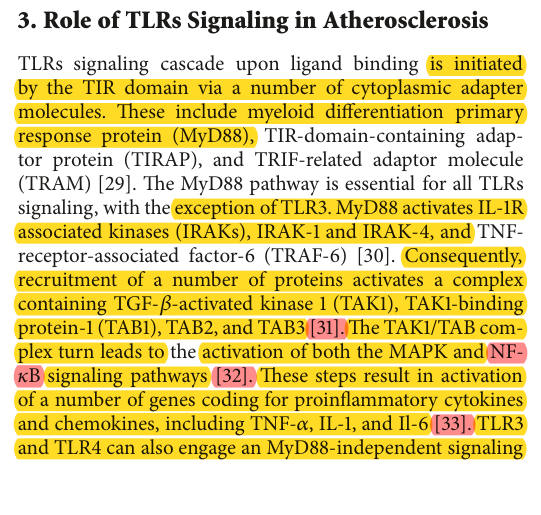 3. Role of TLRs Signaling in Atherosclerosis
TLRs signaling cascade upon ligand binding is initiated
by the TIR domain via a number of cytoplasmic adapter
molecules. These include myeloid differentiation primary
response protein (MyD88), TIR-domain-containing adap-
tor protein (TIRAP), and TRIF-related adaptor molecule
(TRAM) [29]. The MyD88 pathway is essential for all TLRs
signaling, with the exception of TLR3. MyD88 activates IL-1R
associated kinases (IRAKs), IRAK-1 and IRAK-4, and TNF-
receptor-associated factor-6 (TRAF-6) [30]. Consequently,
recruitment of a number of proteins activates a complex
containing TGF-β-activated kinase 1 (TAK1), TAK1-binding
protein-1 (TAB1), TAB2, and TAB3 [31]. The TAK1/TAB com-
plex turn leads to the activation of both the MAPK and NF-
κB signaling pathways [32]. These steps result in activation
of a number of genes coding for proinflammatory cytokines
and chemokines, including TNF-α, IL-1, and Il-6 [33]. TLR3
and TLR4 can also engage an MyD88-independent signaling